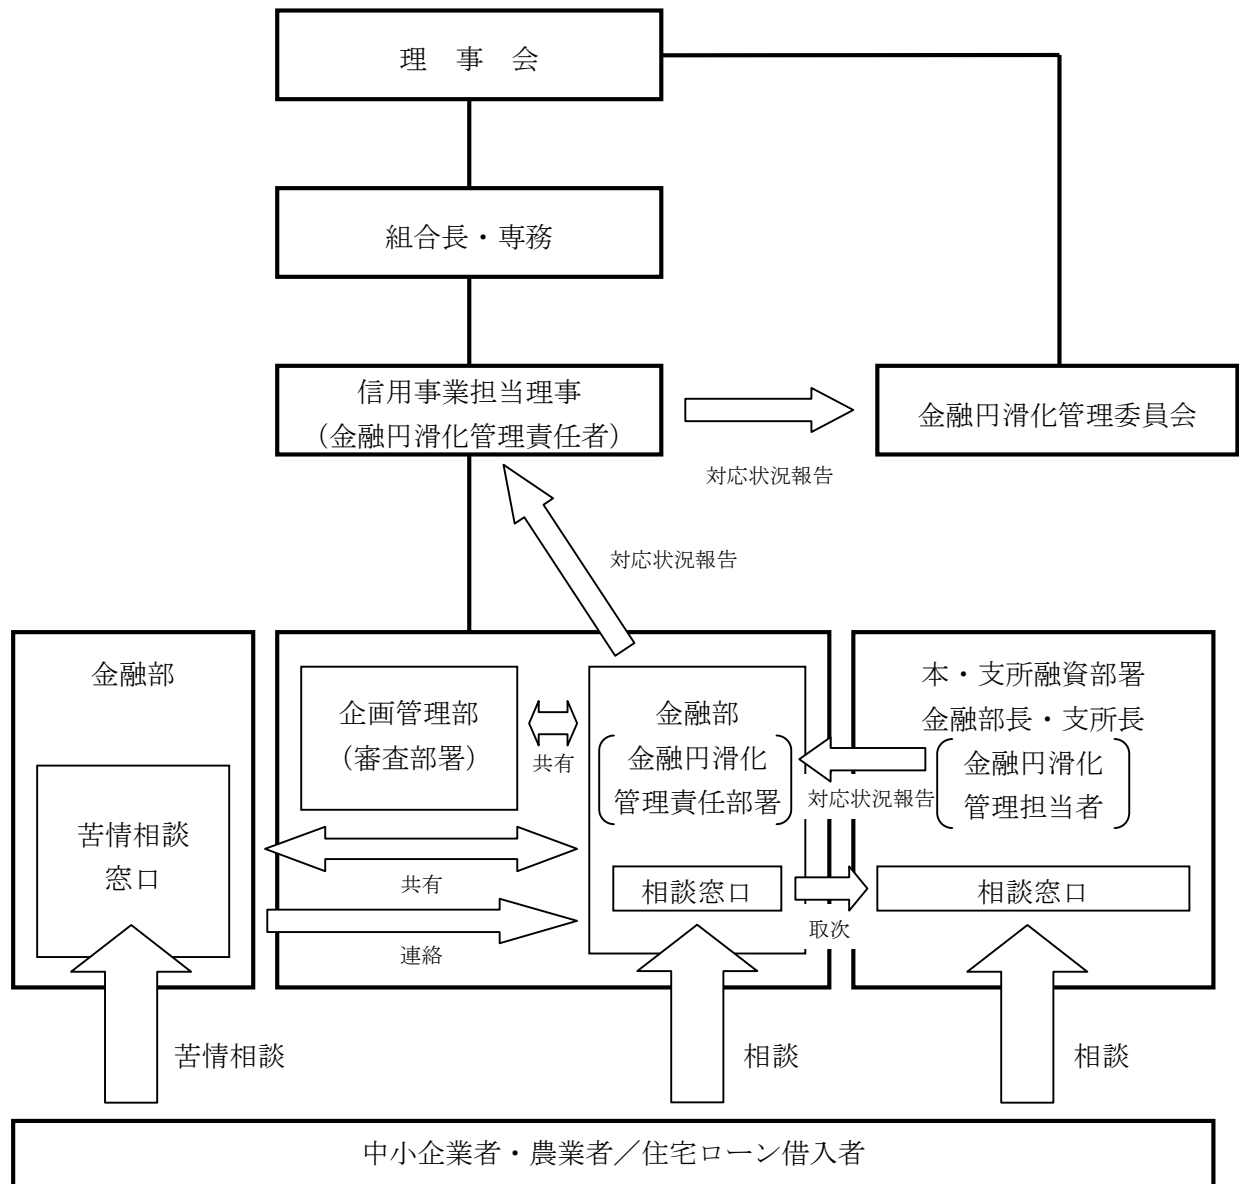 理　事　会
組合長・専務
信用事業担当理事
（金融円滑化管理責任者）
金融円滑化管理委員会
対応状況報告
対応状況報告
金融部
苦情相談
窓口
企画管理部
（審査部署）
共有
金融部
金融円滑化
管理責任部署
相談窓口
共有
連絡
本・支所融資部署
金融部長・支所長
金融円滑化
管理担当者
対応状況報告
相談窓口
取次
苦情相談
相談
相談
中小企業者・農業者／住宅ローン借入者